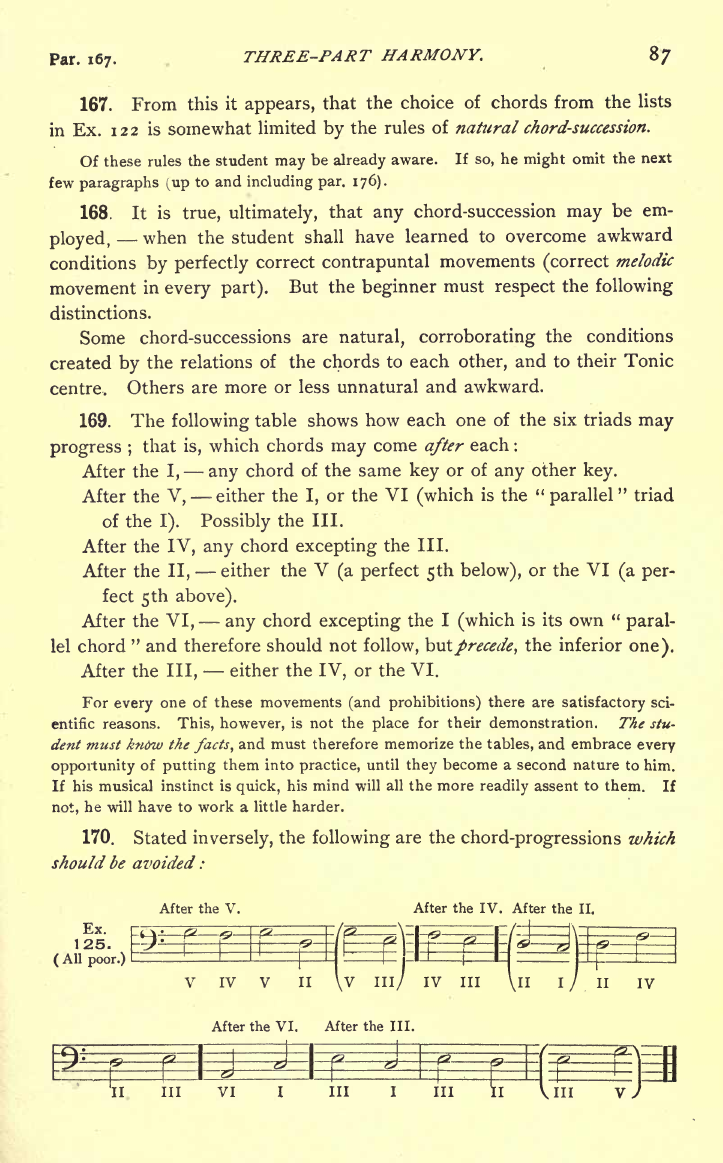 Par. 167. THREE-PART HARMONY. 87
167. From this it appears, that the choice of chords from the lists
in Ex. 122 is somewhat limited by the rules of natural chord-succession.
Of these rules the student may be already aware. If so, he might omit the next
few paragraphs (up to and including par. 176).
168. It is true, ultimately, that any chord-succession may be em-
ployed, — when the student shall have learned to overcome awkward
conditions by perfectly correct contrapuntal movements (correct melodic
movement in every part). But the beginner must respect the following
distinctions.
Some chord-successions are natural, corroborating the conditions
created by the relations of the chords to each other, and to their Tonic
centre. Others are more or less unnatural and awkward.
169. The following table shows how each one of the six triads may
progress ; that is, which chords may come after each :
After the I, — any chord of the same key or of any other key.
After the V, — either the I, or the VI (which is the “ parallel ” triad
of the I). Possibly the III.
After the IV, any chord excepting the III.
After the II, — either the V (a perfect 5th below), or the VI (a per-
fect 5th above).
After the VI, — any chord excepting the I (which is its own “ paral-
lel chord ” and therefore should not follow, but precede, the inferior one).
After the III, — either the IV, or the VI.
For every one of these movements (and prohibitions) there are satisfactory sci-
entific reasons. This, however, is not the place for their demonstration. The stu-
dent must know the facts, and must therefore memorize the tables, and embrace every
opportunity of putting them into practice, until they become a second nature to him.
If his musical instinct is quick, his mind will all the more readily assent to them. If
not, he will have to work a little harder.
170. Stated inversely, the following are the chord-progressions which
should be avoided :
After the V. After the IV. After the II.
Ex.
125.
(All poor.)
V IV V II V III IV III II I II IV
After the VI. After the III.
II III VI I III I III II III V